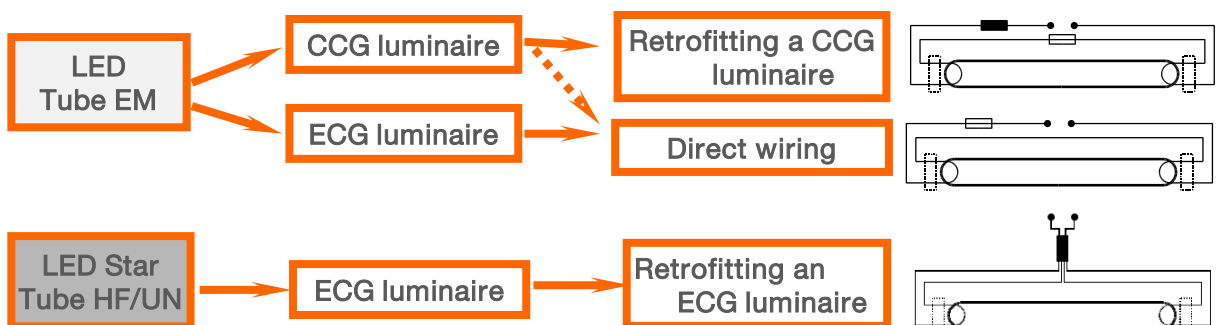 LED
Tube EM
CCG luminaire
ECG luminaire
Retrofitting a CCG
luminaire
Direct wiring
LED Star
Tube HF/UN
ECG luminaire
Retrofitting an
ECG luminaire